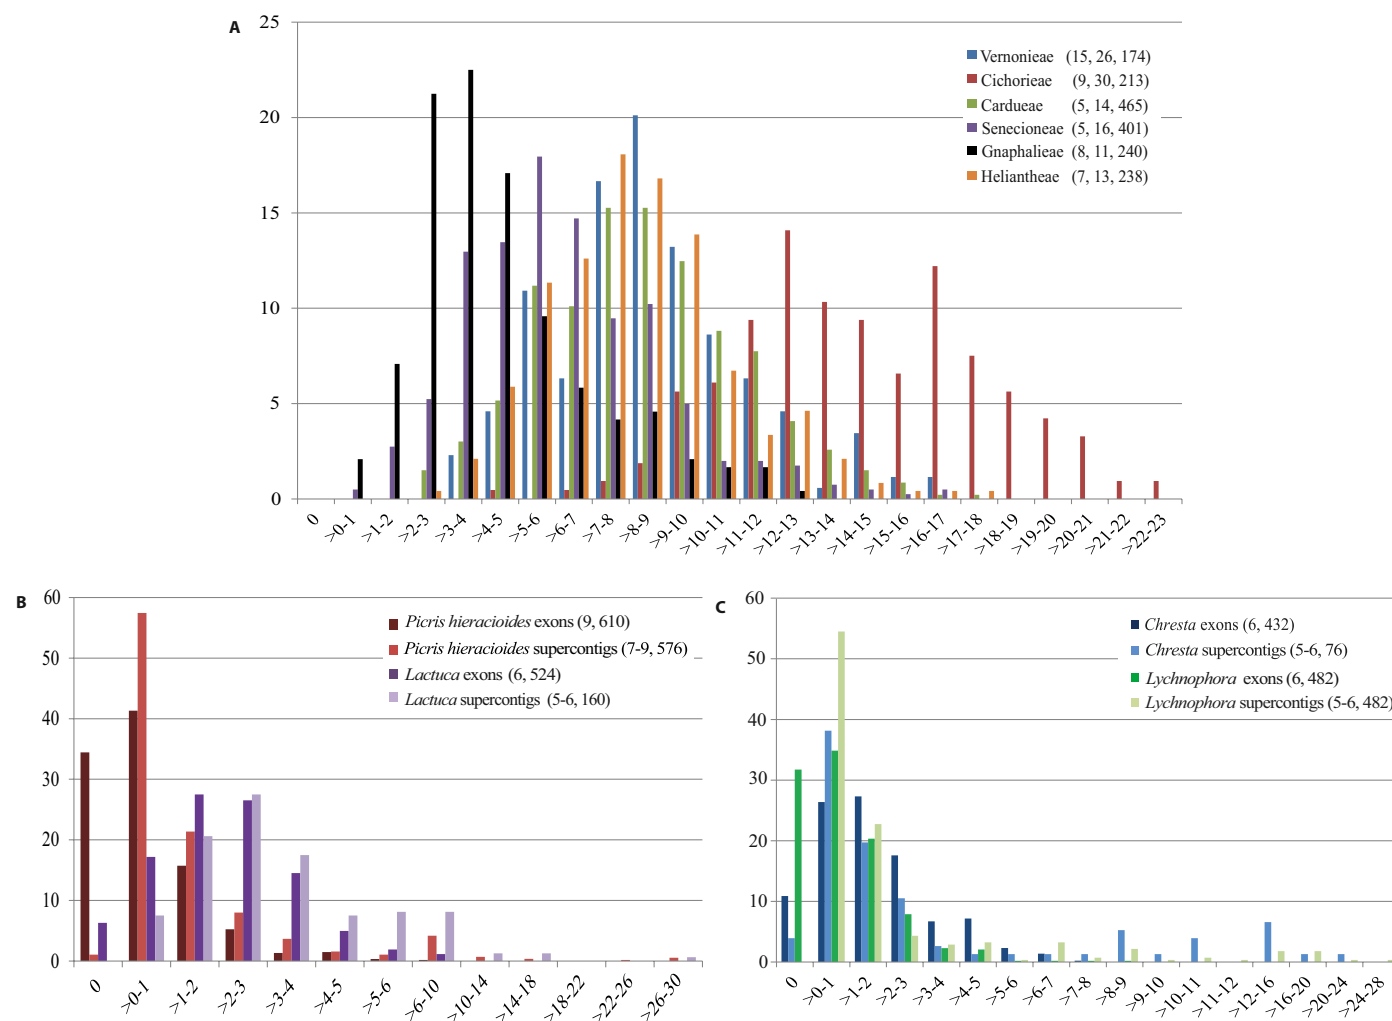 A
25
20
15
10
5
0
Vernonieae (15, 26, 174)
Cichorieae (9, 30, 213)
Cardueae (5, 14, 465)
Senecioneae (5, 16, 401)
Gnaphalieae (8, 11, 240)
Heliantheae (7, 13, 238)
0 >0-1 >1-2 >2-3 >3-4 >4-5 >5-6 >6-7 >7-8 >8-9 >9-10 >10-11 >11-12 >12-13 >13-14 >14-15 >15-16 >16-17 >17-18 >18-19 >19-20 >20-21 >21-22 >22-23
B
60
50
40
30
20
10
0
Picris hieracioides exons (9, 610)
Picris hieracioides supercontigs (7-9, 576)
Lactuca exons (6, 524)
Lactuca supercontigs (5-6, 160)
0 >0-1 >1-2 >2-3 >3-4 >4-5 >5-6 >6-10 >10-14 >14-18 >18-22 >22-26 >26-30
C
60
50
40
30
20
10
0
Chresta exons (6, 432)
Chresta supercontigs (5-6, 76)
Lychnophora exons (6, 482)
Lychnophora supercontigs (5-6, 482)
0 >0-1 >1-2 >2-3 >3-4 >4-5 >5-6 >6-7 >7-8 >8-9 >9-10 >10-11 >11-12 >12-16 >16-20 >20-24 >24-28